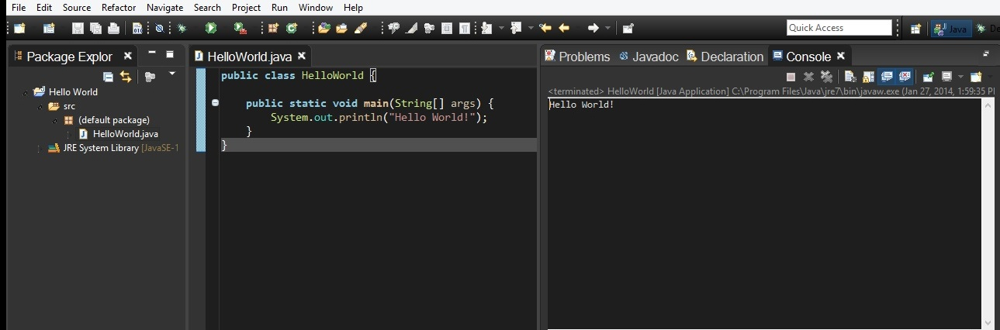 File Edit Source Refactor Navigate Search Project Run Window Help
Quick Access
Java
Package Explor
Hello World
src
(default package)
HelloWorld.java
JRE System Library [JavaSE-1
HelloWorld.java
public class HelloWorld {
public static void main(String[] args) {
System.out.println("Hello World!");
}
}
Problems Javadoc Declaration Console
<terminated> HelloWorld [Java Application] C:\Program Files\Java\jre7\bin\javaw.exe (Jan 27, 2014, 1:59:35 P
Hello World!